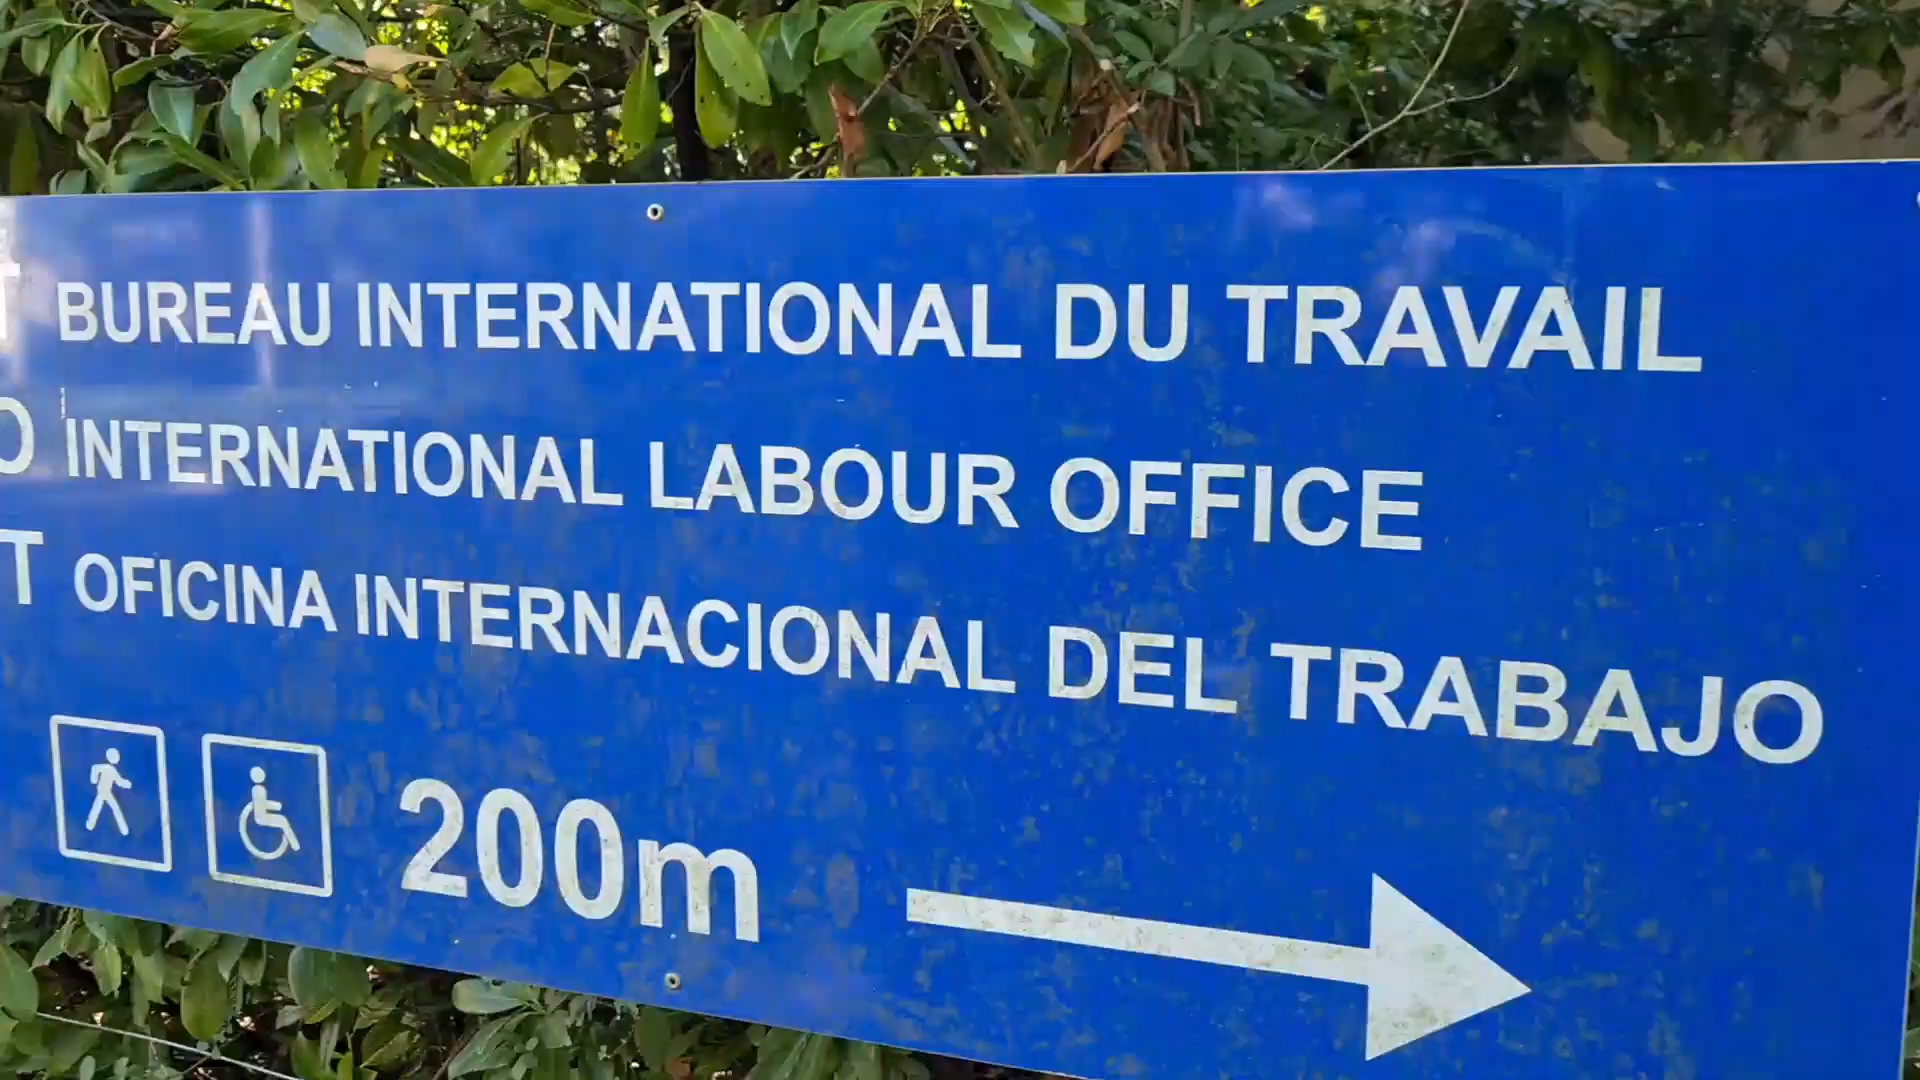 T BUREAU INTERNATIONAL DU TRAVAIL
O INTERNATIONAL LABOUR OFFICE
T OFICINA INTERNACIONAL DEL TRABAJO
200m